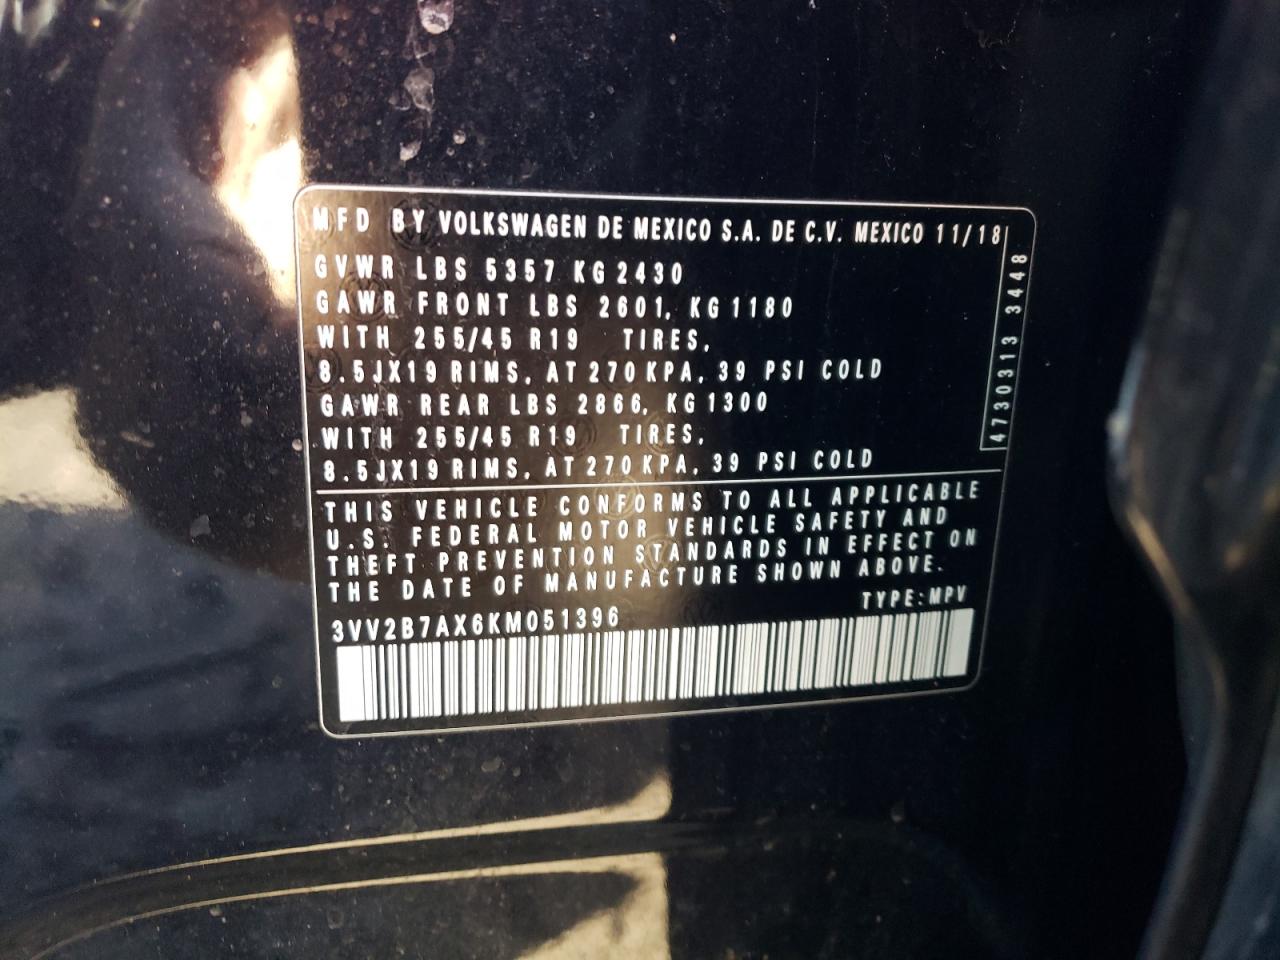 MFD BY VOLKSWAGEN DE MEXICO S.A. DE C.V. MEXICO 11/18
GVWR LBS 5357 KG 2430
GAWR FRONT LBS 2601, KG 1180
WITH 255/45 R19 TIRES,
8.5JX19 RIMS, AT 270 KPA, 39 PSI COLD
GAWR REAR LBS 2866, KG 1300
WITH 255/45 R19 TIRES,
8.5JX19 RIMS, AT 270 KPA, 39 PSI COLD
4730313 3448
THIS VEHICLE CONFORMS TO ALL APPLICABLE
U.S. FEDERAL MOTOR VEHICLE SAFETY AND
THEFT PREVENTION STANDARDS IN EFFECT ON
THE DATE OF MANUFACTURE SHOWN ABOVE.
TYPE: MPV
3VV2B7AX6KM051396